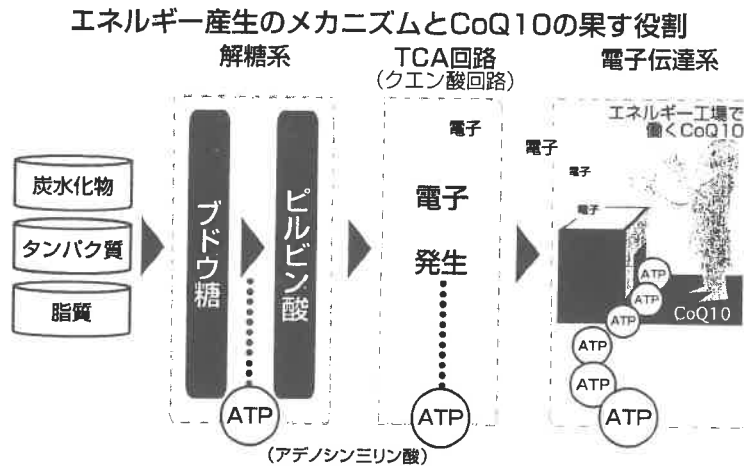 エネルギー産生のメカニズムとCoQ10の果す役割
解糖系
TCA回路
(クエン酸回路)
電子伝達系
炭水化物
タンパク質
脂質
ブドウ糖
ピルビン酸
ATP
電子
電子
発生
ATP
(アデノシン三リン酸)
エネルギー工場で
働くCoQ10
電子
電子
電子
ATP
ATP
ATP
CoQ10
ATP
ATP
ATP